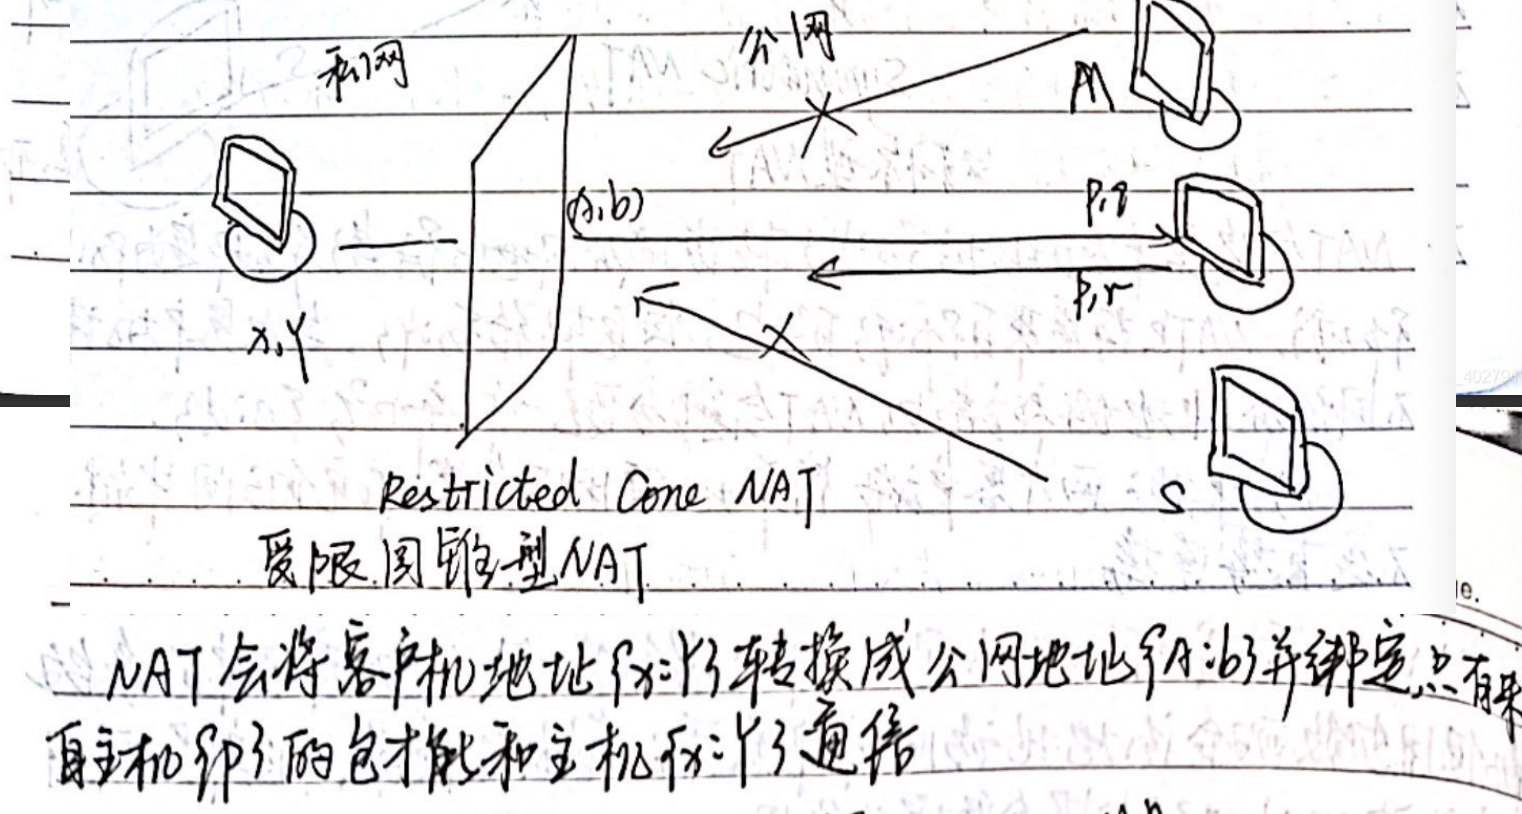 私网
公网
M
(A,b)
P,q
P,r
X,Y
S
Restricted Cone NAT
受限圆锥型NAT
NAT会将客户机地址{X:Y}转换成公网地址{A:b}并绑定,只有来
自主机{P}的包才能和主机{X:Y}通信
le.